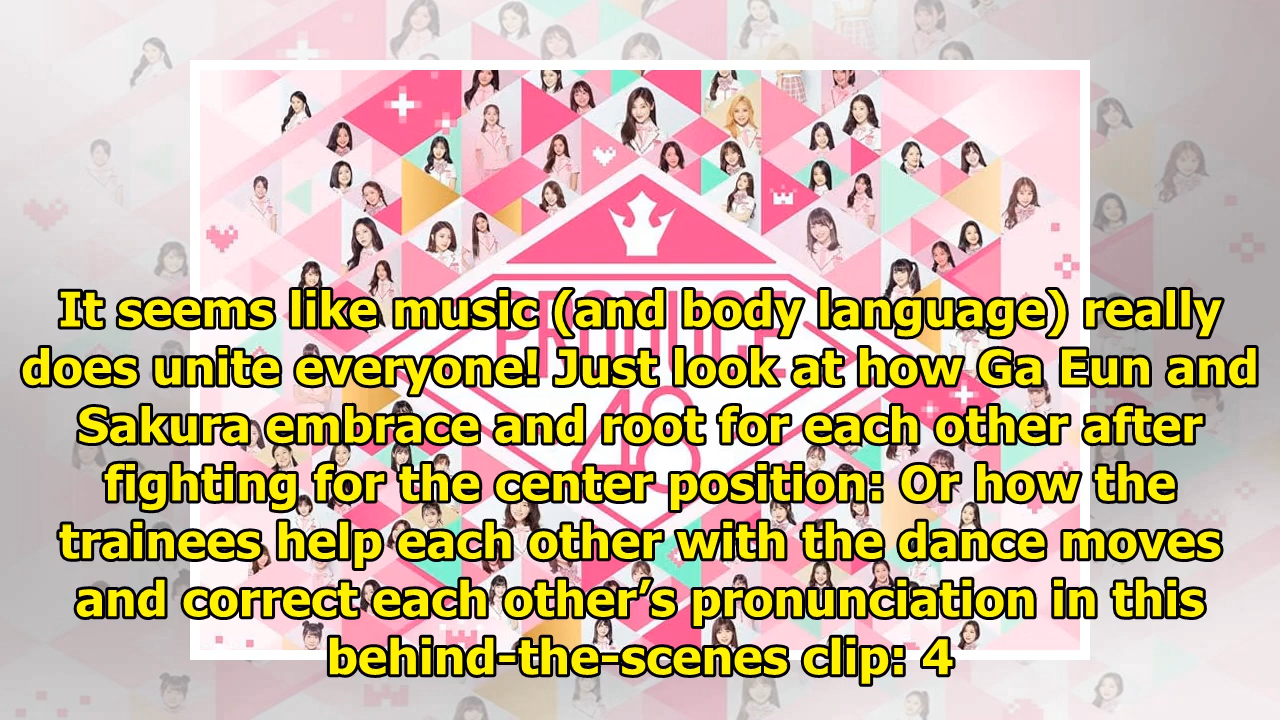 PRODUCE
48
It seems like music (and body language) really
does unite everyone! Just look at how Ga Eun and
Sakura embrace and root for each other after
fighting for the center position: Or how the
trainees help each other with the dance moves
and correct each other’s pronunciation in this
behind-the-scenes clip: 4